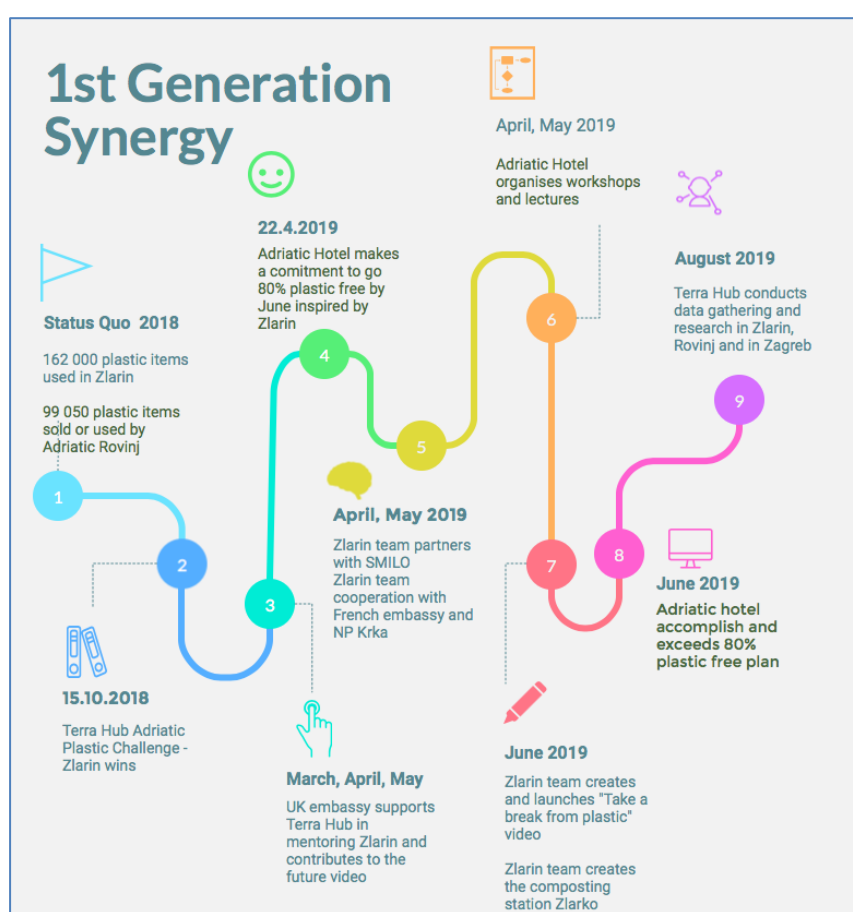 1st Generation
Synergy
Status Quo 2018
162 000 plastic items
used in Zlarin
99 050 plastic items
sold or used by
Adriatic Rovinj
1
2
15.10.2018
Terra Hub Adriatic
Plastic Challenge -
Zlarin wins
3
March, April, May
UK embassy supports
Terra Hub in
mentoring Zlarin and
contributes to the
future video
22.4.2019
Adriatic Hotel makes
a comitment to go
80% plastic free by
June inspired by
Zlarin
4
5
April, May 2019
Zlarin team partners
with SMILO
Zlarin team
cooperation with
French embassy and
NP Krka
April, May 2019
Adriatic Hotel
organises workshops
and lectures
6
7
June 2019
Zlarin team creates
and launches "Take a
break from plastic"
video
Zlarin team creates
the composting
station Zlarko
8
June 2019
Adriatic hotel
accomplish and
exceeds 80%
plastic free plan
August 2019
Terra Hub conducts
data gathering and
research in Zlarin,
Rovinj and in Zagreb
9